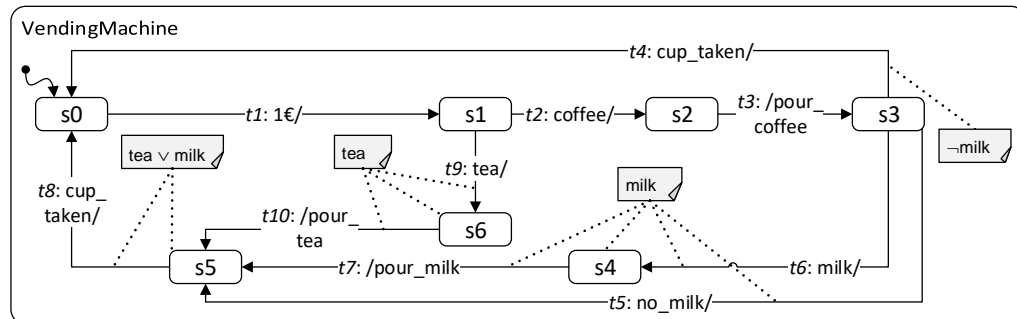 VendingMachine
t4: cup_taken/
s0
t1: 1€/
s1
t2: coffee/
s2
t3: /pour_
coffee
s3
¬milk
tea ∨ milk
tea
t9: tea/
milk
t8: cup_
taken/
t10: /pour_
tea
s6
s5
t7: /pour_milk
s4
t6: milk/
t5: no_milk/